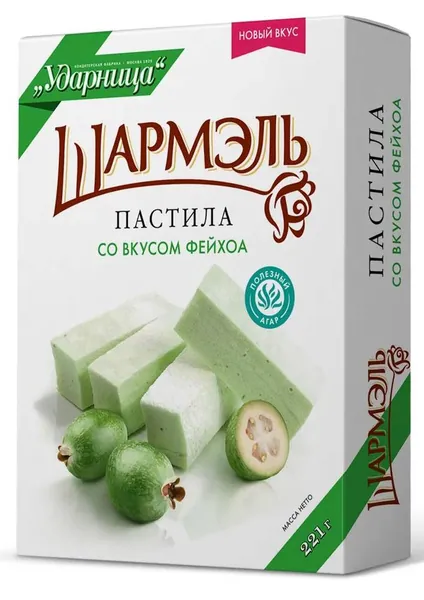 „Ударница“
КОНДИТЕРСКАЯ ФАБРИКА • МОСКВА 1929
НОВЫЙ ВКУС
ШАРМЭЛЬ
ПАСТИЛА
СО ВКУСОМ ФЕЙХОА
ПОЛЕЗНЫЙ
АГАР
МАССА НЕТТО
221 г
ШАРМЭЛЬ
ПАСТИЛА
СО ВКУСОМ ФЕЙХОА